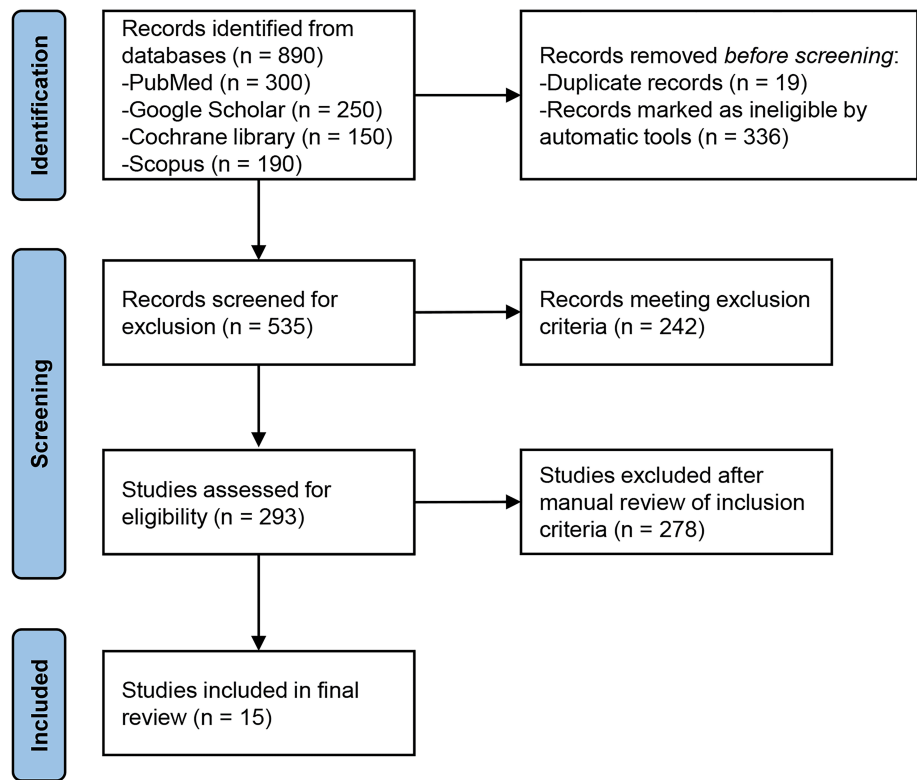 Identification
Records identified from
databases (n = 890)
-PubMed (n = 300)
-Google Scholar (n = 250)
-Cochrane library (n = 150)
-Scopus (n = 190)
Records removed before screening:
-Duplicate records (n = 19)
-Records marked as ineligible by
automatic tools (n = 336)
Screening
Records screened for
exclusion (n = 535)
Records meeting exclusion
criteria (n = 242)
Studies assessed for
eligibility (n = 293)
Studies excluded after
manual review of inclusion
criteria (n = 278)
Included
Studies included in final
review (n = 15)